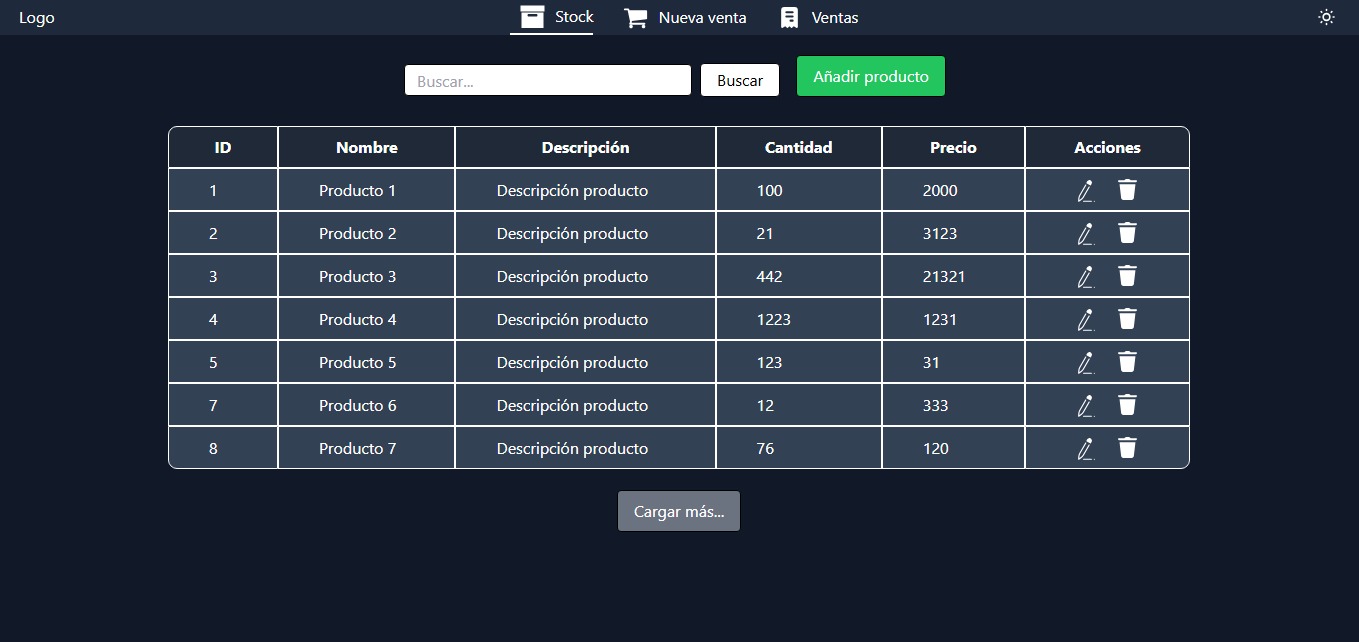 Logo Stock Nueva venta Ventas
Buscar... Buscar Añadir producto
ID Nombre Descripción Cantidad Precio Acciones
1 Producto 1 Descripción producto 100 2000
2 Producto 2 Descripción producto 21 3123
3 Producto 3 Descripción producto 442 21321
4 Producto 4 Descripción producto 1223 1231
5 Producto 5 Descripción producto 123 31
7 Producto 6 Descripción producto 12 333
8 Producto 7 Descripción producto 76 120
Cargar más...